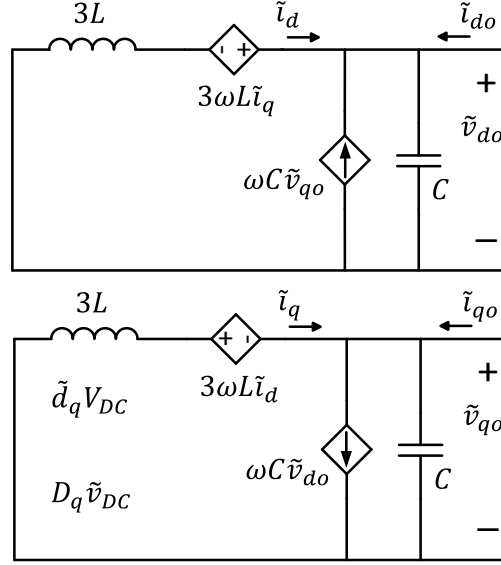 3L
- +
ĩ_d
ĩ_do
3ωLĩ_q
+
ṽ_do
ωCṽ_qo
C
−
3L
+ -
ĩ_q
ĩ_qo
3ωLĩ_d
+
d̃_qV_DC
ṽ_qo
ωCṽ_do
C
D_qṽ_DC
−